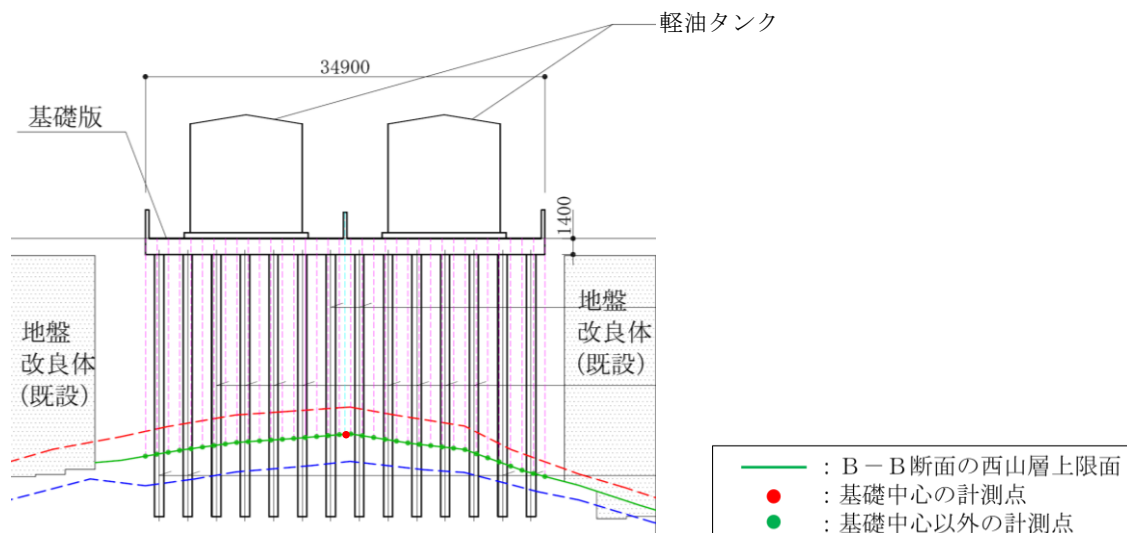 軽油タンク
34900
基礎版
1400
地盤
改良体
(既設)
地盤
改良体
(既設)
：Ｂ－Ｂ断面の西山層上限面
：基礎中心の計測点
：基礎中心以外の計測点